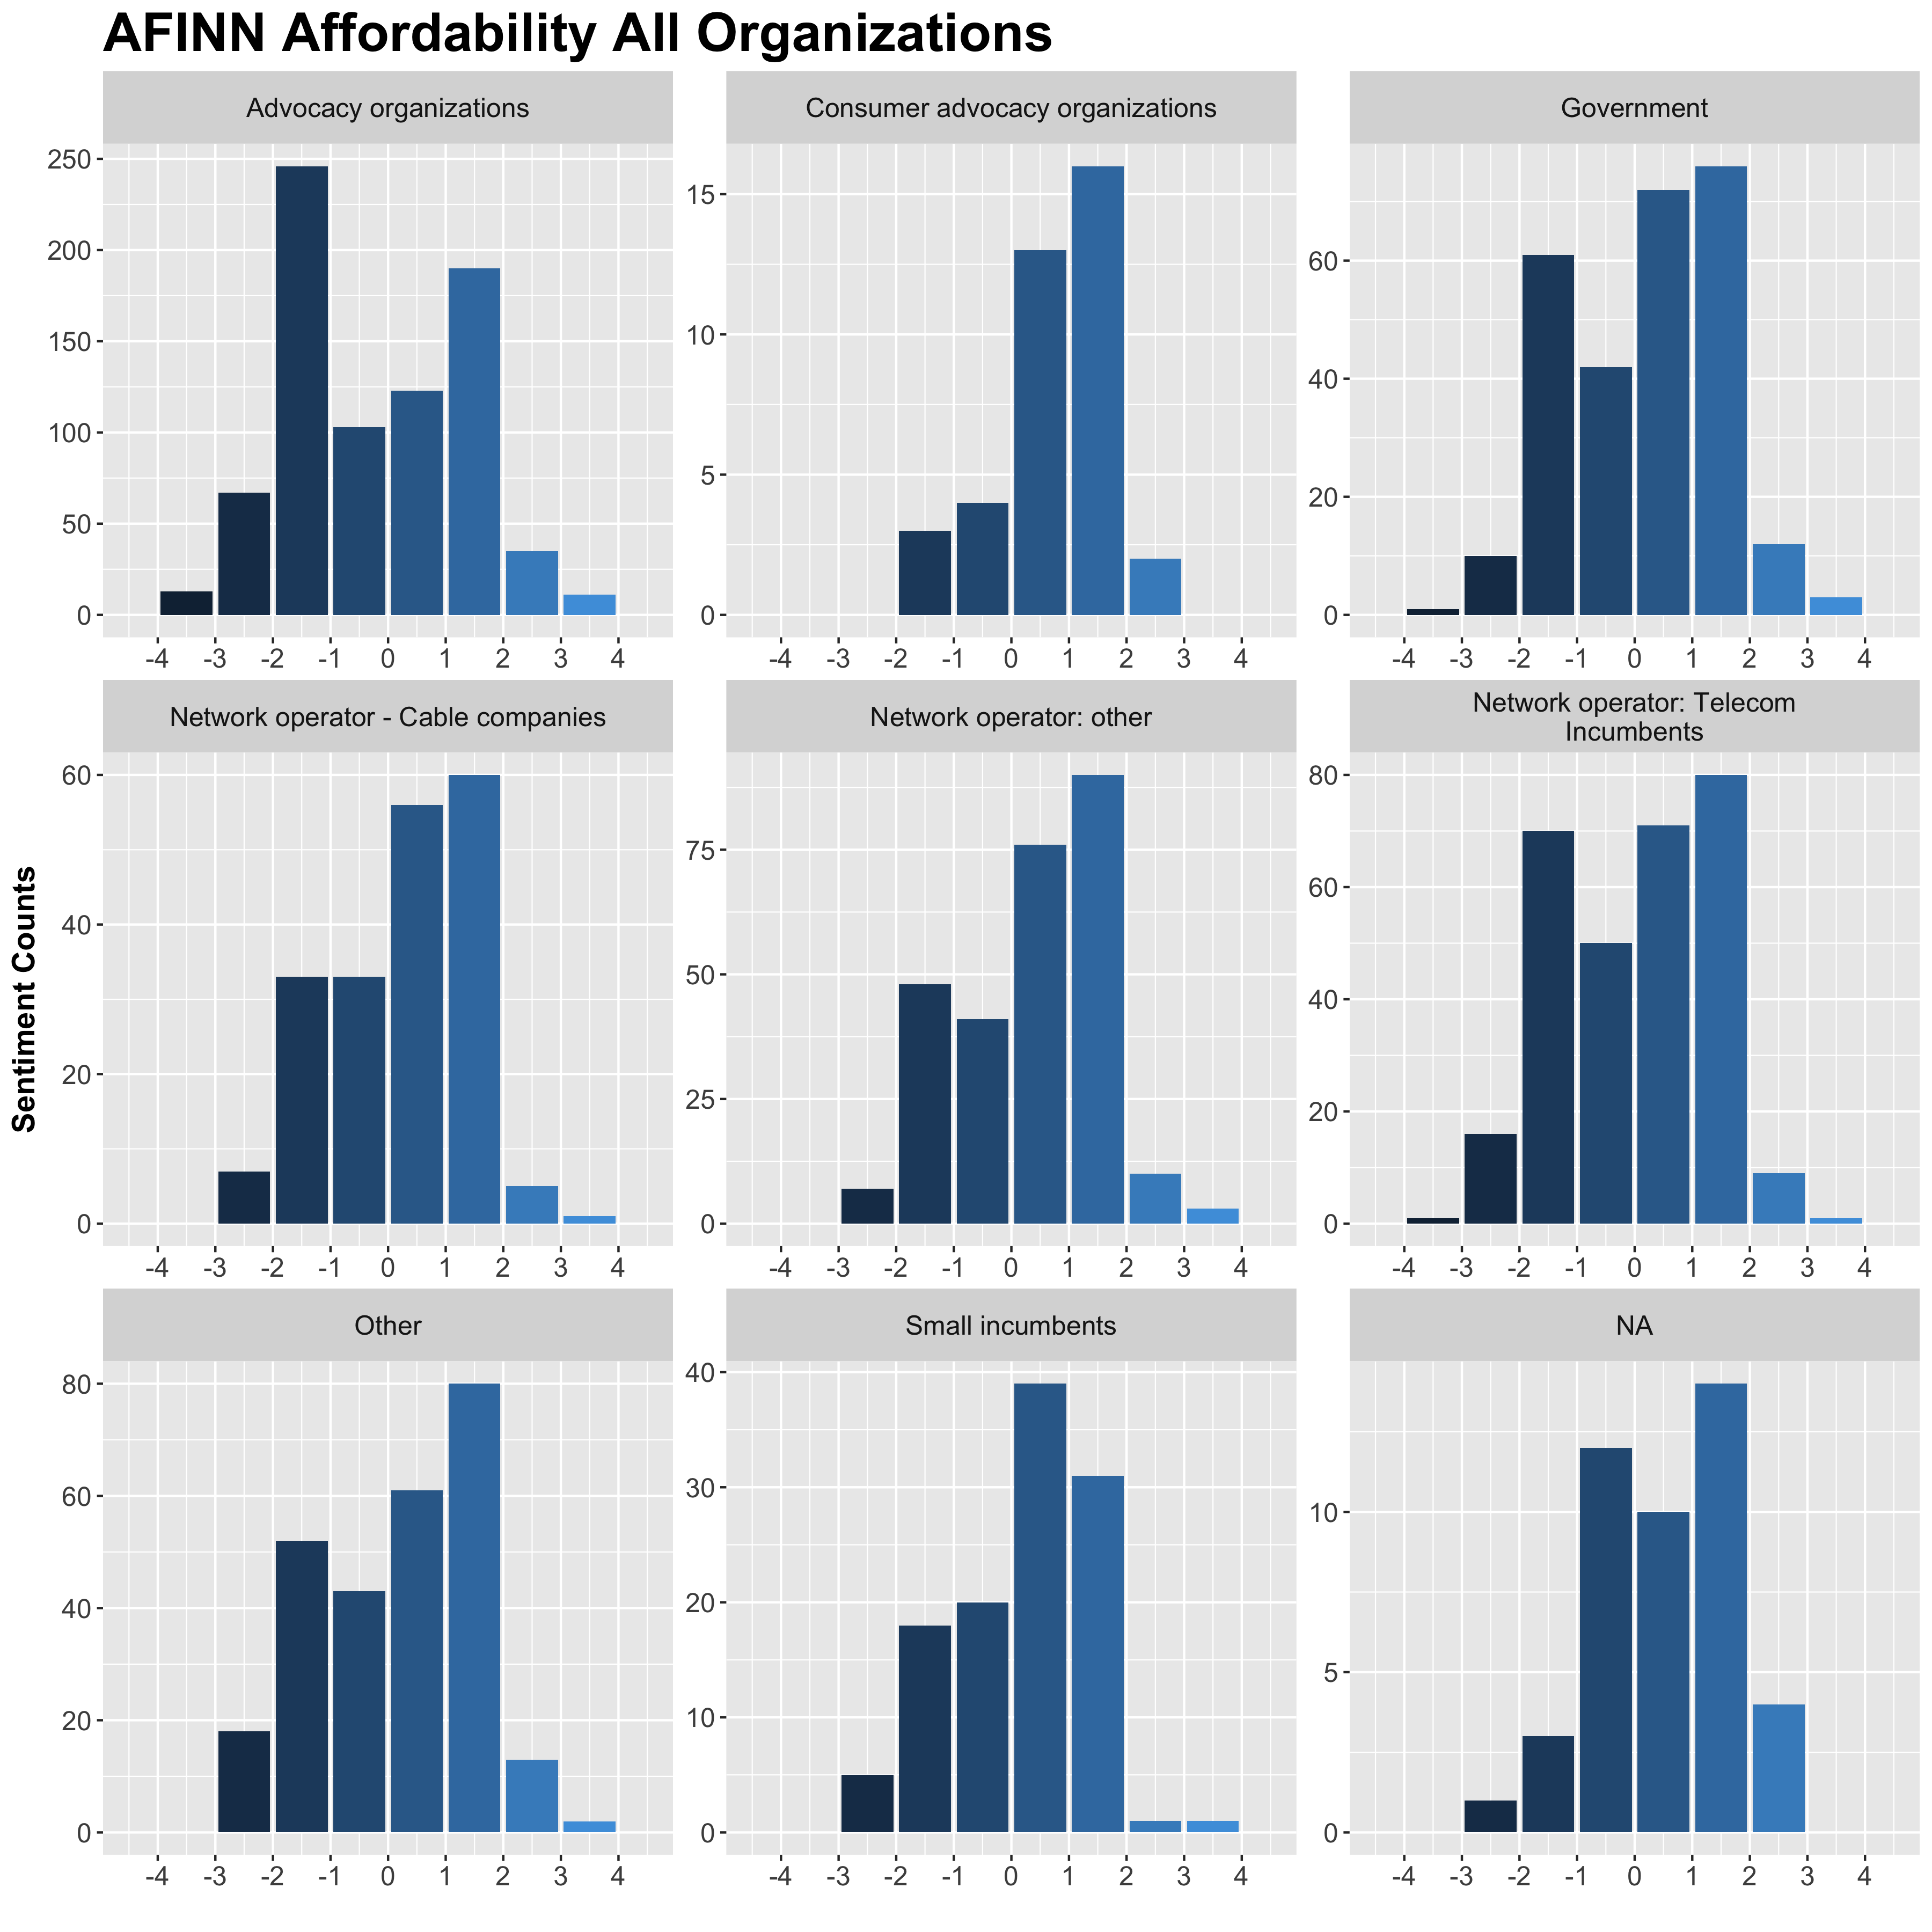 AFINN Affordability All Organizations
Advocacy organizations
Consumer advocacy organizations
Government
250
200
150
100
50
0
15
10
5
0
60
40
20
0
-4 -3 -2 -1 0 1 2 3 4
-4 -3 -2 -1 0 1 2 3 4
-4 -3 -2 -1 0 1 2 3 4
Sentiment Counts
Network operator - Cable companies
Network operator: other
Network operator: Telecom
Incumbents
60
40
20
0
75
50
25
0
80
60
40
20
0
-4 -3 -2 -1 0 1 2 3 4
-4 -3 -2 -1 0 1 2 3 4
-4 -3 -2 -1 0 1 2 3 4
Other
Small incumbents
NA
80
60
40
20
0
40
30
20
10
0
10
5
0
-4 -3 -2 -1 0 1 2 3 4
-4 -3 -2 -1 0 1 2 3 4
-4 -3 -2 -1 0 1 2 3 4